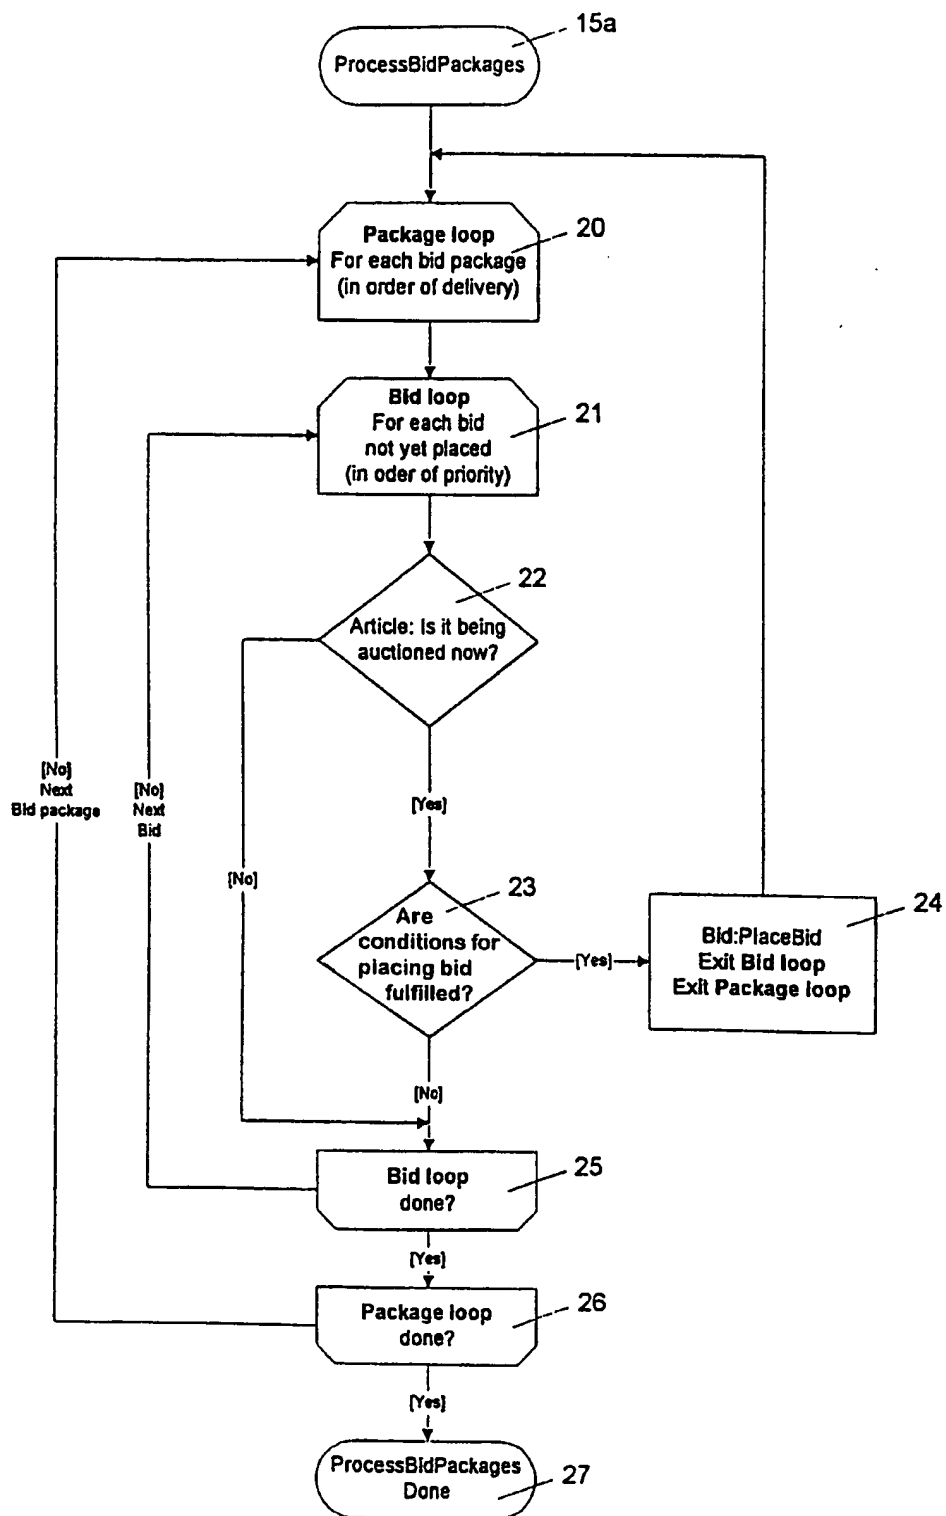 15a
ProcessBidPackages
20
Package loop
For each bid package
(in order of delivery)
21
Bid loop
For each bid
not yet placed
(in oder of priority)
22
Article: Is it being
auctioned now?
[No]
Next
Bid package
[No]
Next
Bid
[Yes]
[No]
23
Are
conditions for
placing bid
fulfilled?
[Yes]
24
Bid:PlaceBid
Exit Bid loop
Exit Package loop
[No]
25
Bid loop
done?
[Yes]
26
Package loop
done?
[Yes]
ProcessBidPackages
Done
27